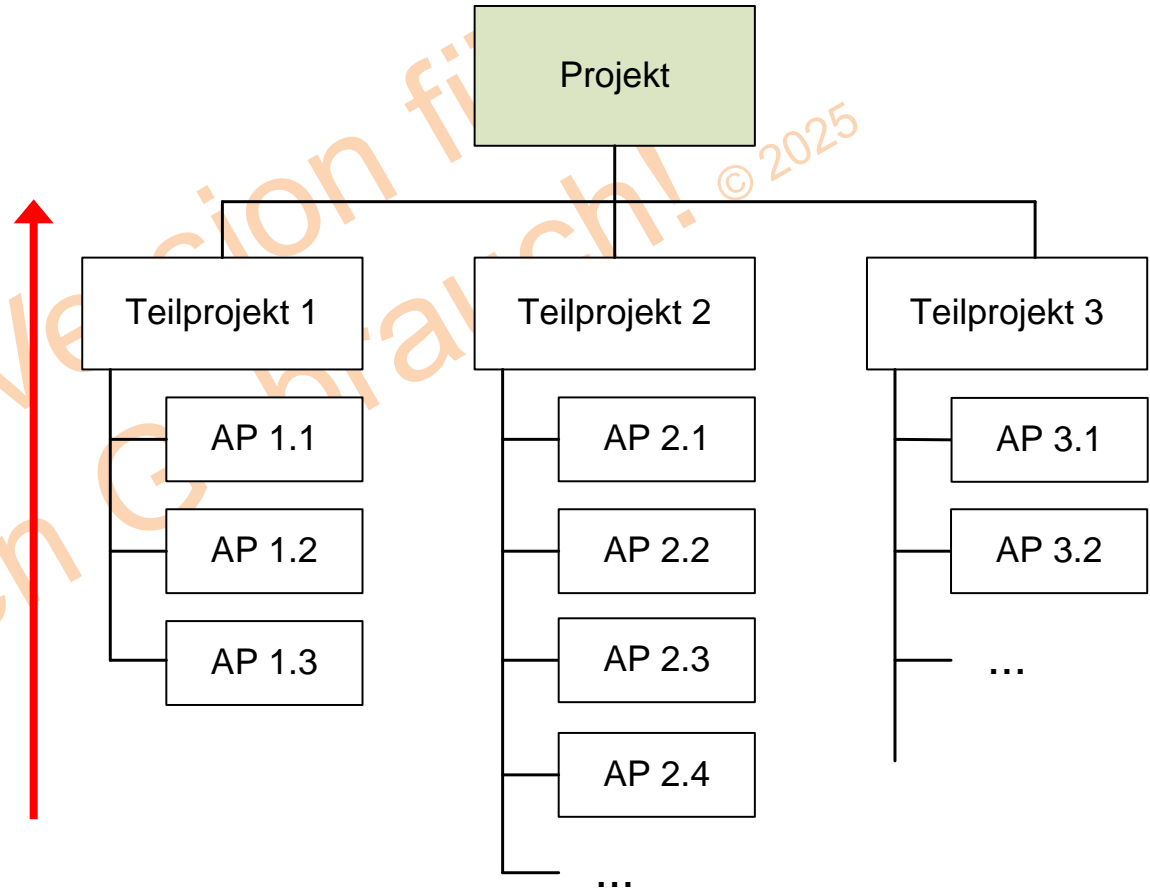 Projekt
© 2025
Teilprojekt 1
Teilprojekt 2
Teilprojekt 3
AP 1.1
AP 2.1
AP 3.1
AP 1.2
AP 2.2
AP 3.2
AP 1.3
AP 2.3
...
AP 2.4
...